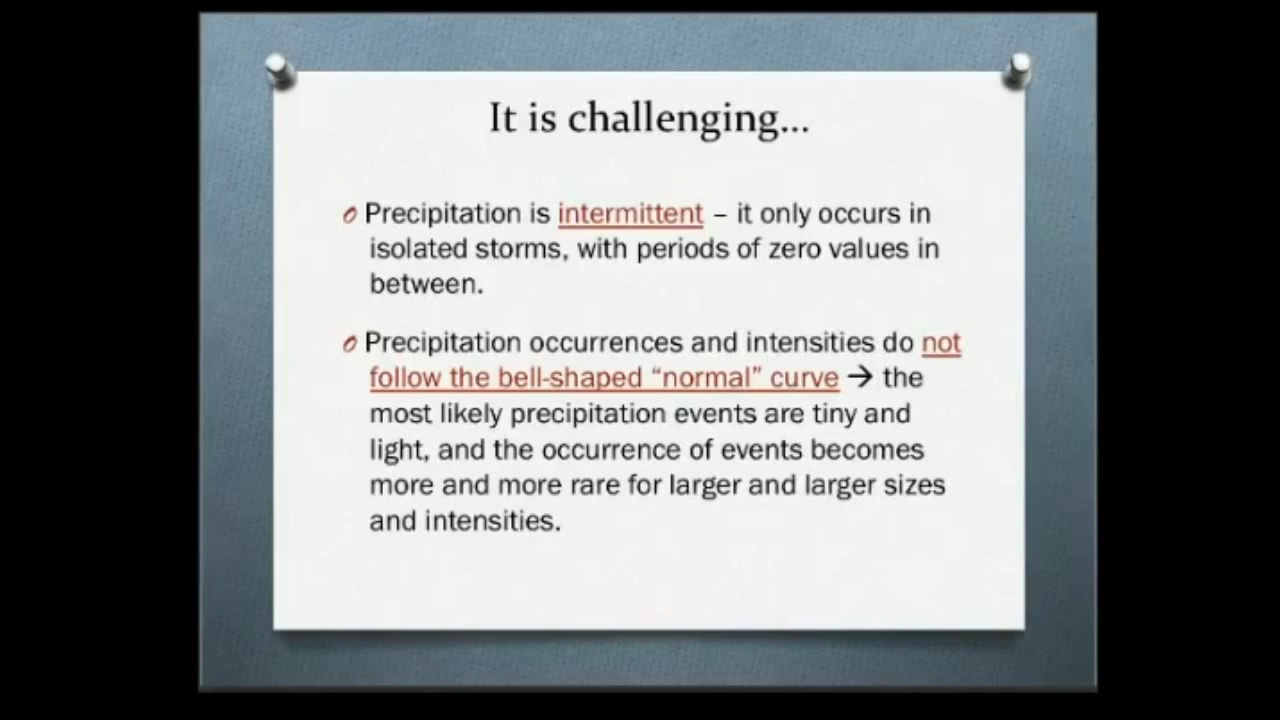 It is challenging...
Precipitation is intermittent – it only occurs in
isolated storms, with periods of zero values in
between.
Precipitation occurrences and intensities do not
follow the bell-shaped “normal” curve → the
most likely precipitation events are tiny and
light, and the occurrence of events becomes
more and more rare for larger and larger sizes
and intensities.